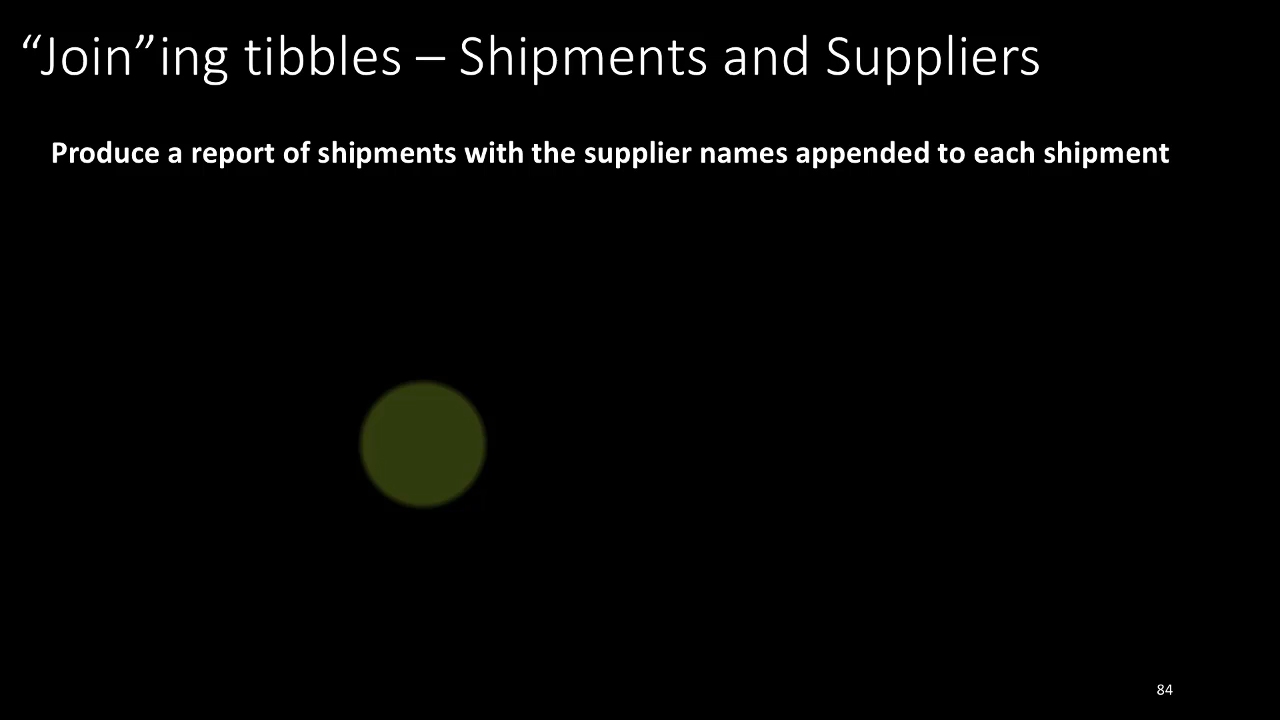 “Join”ing tibbles – Shipments and Suppliers
Produce a report of shipments with the supplier names appended to each shipment
84